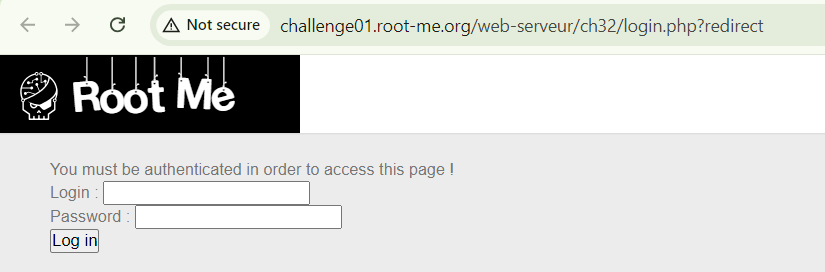 Not secure challenge01.root-me.org/web-serveur/ch32/login.php?redirect
Root Me
You must be authenticated in order to access this page !
Login :
Password :
Log in